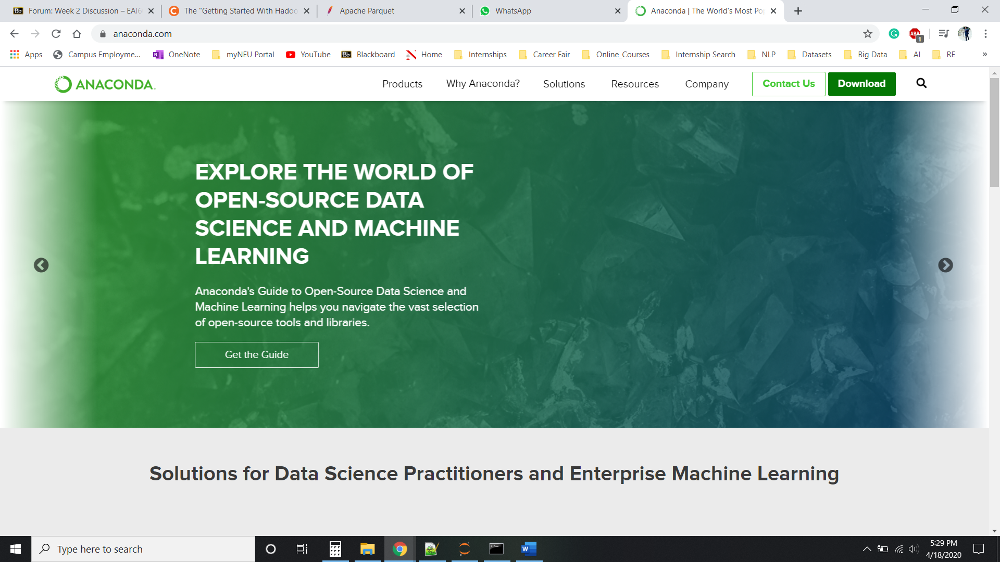 Forum: Week 2 Discussion – EAI6
The "Getting Started With Hadoo
Apache Parquet
WhatsApp
Anaconda | The World's Most Po
anaconda.com
ABP
1
Apps
Campus Employme...
OneNote
myNEU Portal
YouTube
Bb
Blackboard
Home
Internships
Career Fair
Online_Courses
Internship Search
NLP
Datasets
Big Data
AI
RE
»
ANACONDA.
Products
Why Anaconda?
Solutions
Resources
Company
Contact Us
Download
EXPLORE THE WORLD OF
OPEN-SOURCE DATA
SCIENCE AND MACHINE
LEARNING
Anaconda's Guide to Open-Source Data Science and
Machine Learning helps you navigate the vast selection
of open-source tools and libraries.
Get the Guide
Solutions for Data Science Practitioners and Enterprise Machine Learning
Type here to search
5:29 PM
4/18/2020